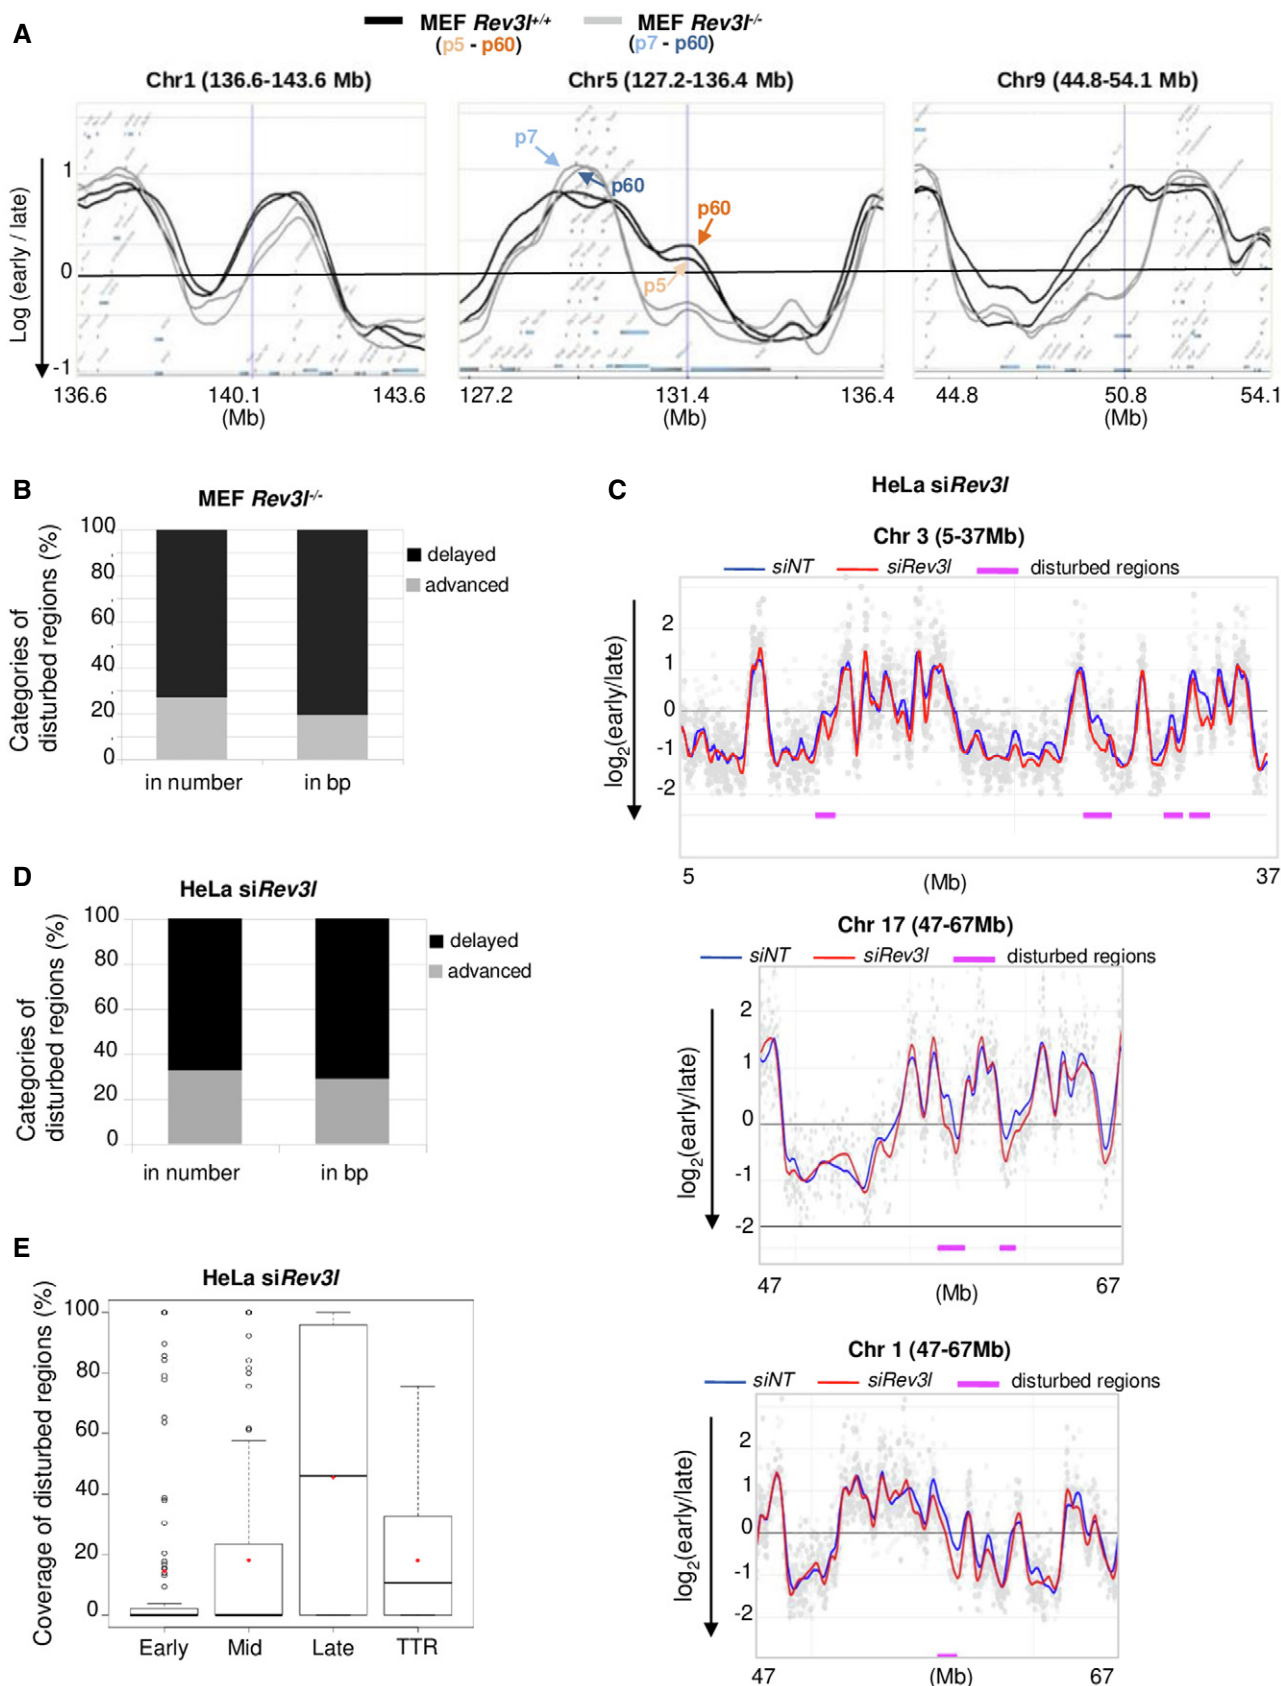 A
MEF Rev3l+/+
(p5 - p60)
MEF Rev3l-/-
(p7 - p60)
Chr1 (136.6-143.6 Mb)
Chr5 (127.2-136.4 Mb)
Chr9 (44.8-54.1 Mb)
Log (early / late)
1
0
-1
p7
p60
p60
p5
136.6
140.1
143.6
(Mb)
127.2
131.4
136.4
(Mb)
44.8
50.8
54.1
(Mb)
B
MEF Rev3l-/-
Categories of
disturbed regions (%)
100
80
60
40
20
0
in number
in bp
delayed
advanced
C
HeLa siRev3l
Chr 3 (5-37Mb)
siNT
siRev3l
disturbed regions
log2(early/late)
2
1
0
-1
-2
5
(Mb)
37
Chr 17 (47-67Mb)
siNT
siRev3l
disturbed regions
log2(early/late)
2
1
0
-1
-2
47
(Mb)
67
Chr 1 (47-67Mb)
siNT
siRev3l
disturbed regions
log2(early/late)
2
1
0
-1
-2
47
(Mb)
67
D
HeLa siRev3l
Categories of
disturbed regions (%)
100
80
60
40
20
0
in number
in bp
delayed
advanced
E
HeLa siRev3l
Coverage of disturbed regions (%)
100
80
60
40
20
0
Early
Mid
Late
TTR